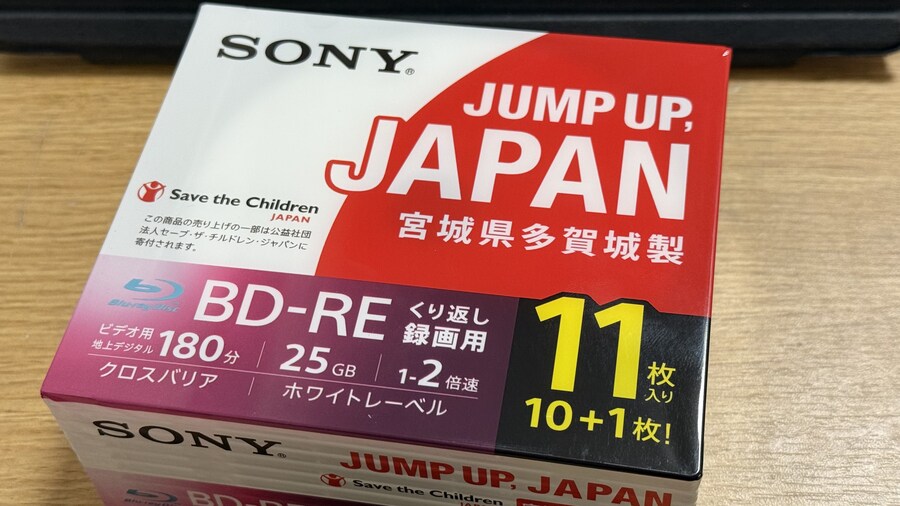 SONY®
JUMP UP,
JAPAN
宮城県多賀城製
Save the Children
JAPAN
この商品の売り上げの一部は公益社団
法人セーブ・ザ・チルドレン・ジャパンに
寄付されます。
Blu-ray Disc
BD-RE
くり返し
録画用
ビデオ用
地上デジタル
180分
25GB
1-2倍速
クロスバリア
ホワイトレーベル
11枚入り
10+1枚!
SONY®
JUMP UP, JAPAN
Save the Children
BD-RE